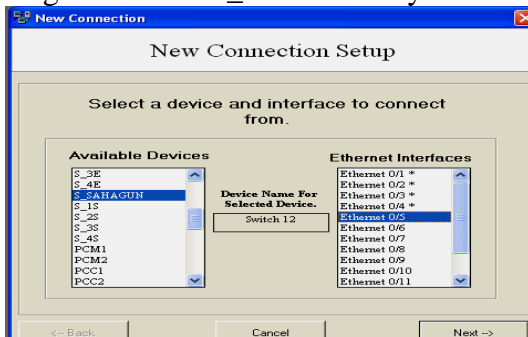 New Connection
New Connection Setup
Select a device and interface to connect
from.
Available Devices
S_3E
S_4E
S_SAHAGUN
S_1S
S_2S
S_3S
S_4S
PCM1
PCM2
PCC1
PCC2
Device Name For
Selected Device.
Switch 12
Ethernet Interfaces
Ethernet 0/1 *
Ethernet 0/2 *
Ethernet 0/3 *
Ethernet 0/4 *
Ethernet 0/5
Ethernet 0/6
Ethernet 0/7
Ethernet 0/8
Ethernet 0/9
Ethernet 0/10
Ethernet 0/11
<-- Back
Cancel
Next -->